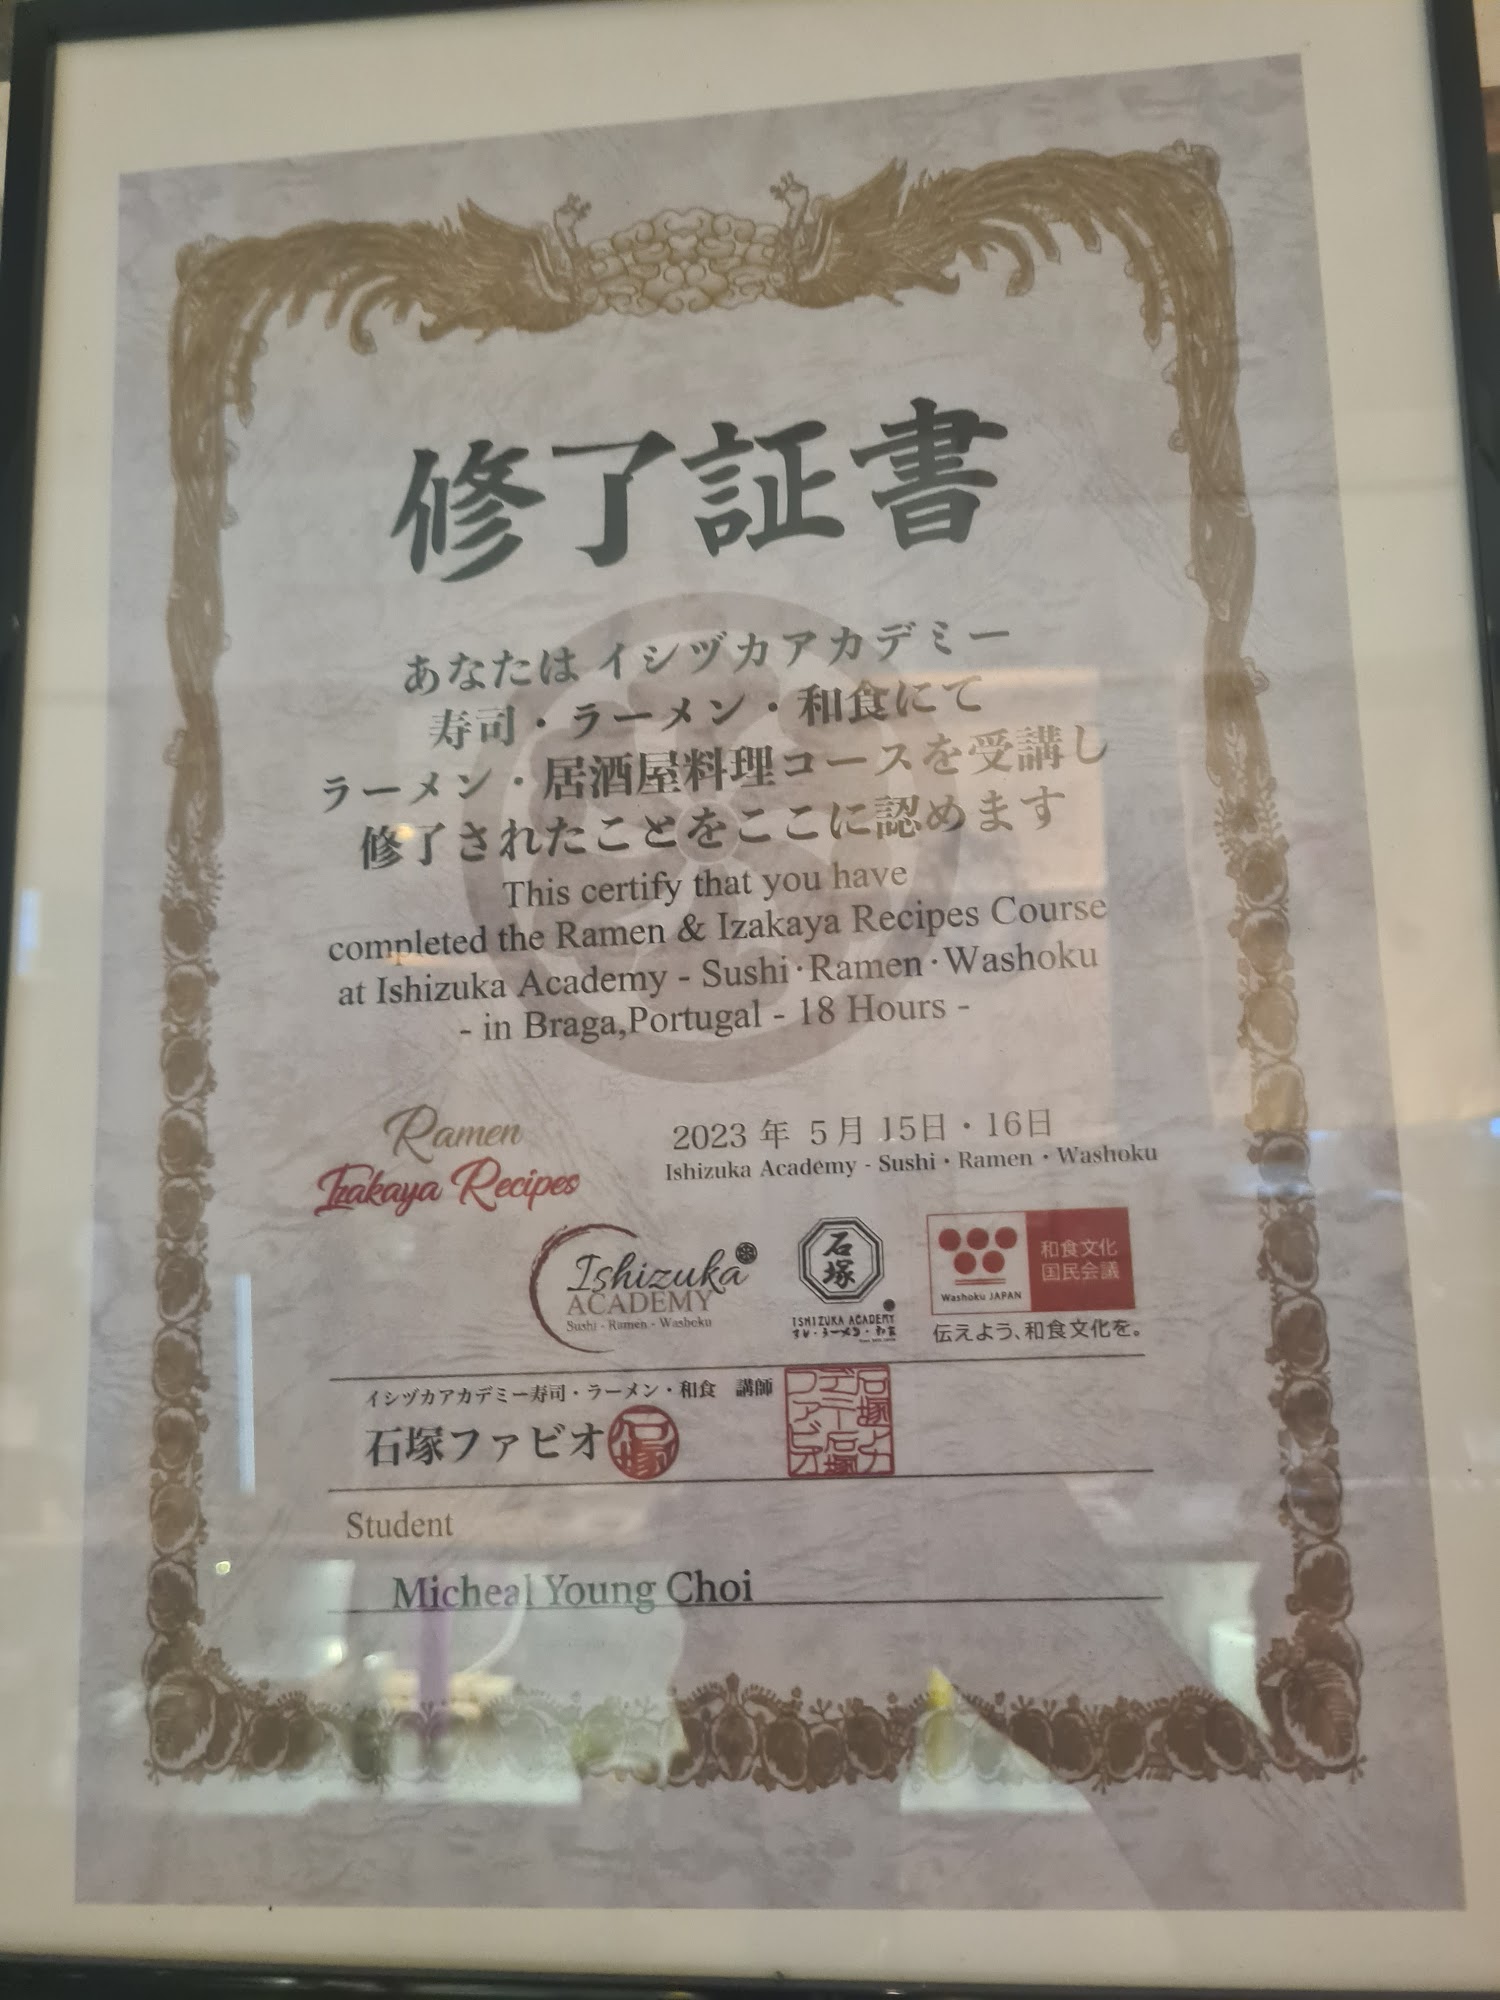 修了証書
あなたは イシヅカアカデミー
寿司・ラーメン・和食にて
ラーメン・居酒屋料理コースを受講し
修了されたことをここに認めます
This certify that you have
completed the Ramen & Izakaya Recipes Course
at Ishizuka Academy - Sushi・Ramen・Washoku
- in Braga,Portugal - 18 Hours -
Ramen
Izakaya Recipes
2023 年 5月 15日・16日
Ishizuka Academy - Sushi・Ramen・Washoku
Ishizuka
ACADEMY
Sushi - Ramen - Washoku
石塚
ISHIZUKA ACADEMY
Washoku JAPAN
和食文化
国民会議
伝えよう、和食文化を。
イシヅカアカデミー寿司・ラーメン・和食 講師
石塚ファビオ
石塚
Student
Micheal Young Choi